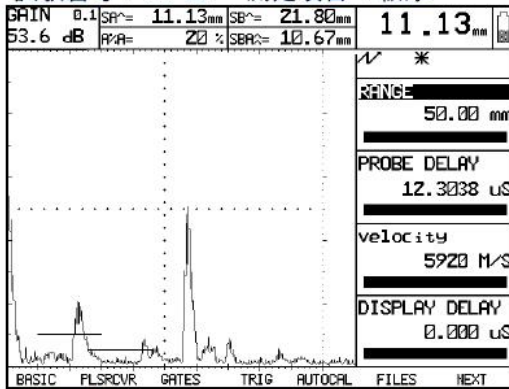 GAIN 0.1 SA^= 11.13mm SB^= 21.80mm 11.13mm
53.6 dB A%A= 20 % SBA^= 10.67mm
RANGE
50.00 mm
PROBE DELAY
12.3038 uS
velocity
5920 M/S
DISPLAY DELAY
0.000 uS
BASIC PLSRCVR GATES TRIG AUTOCAL FILES NEXT